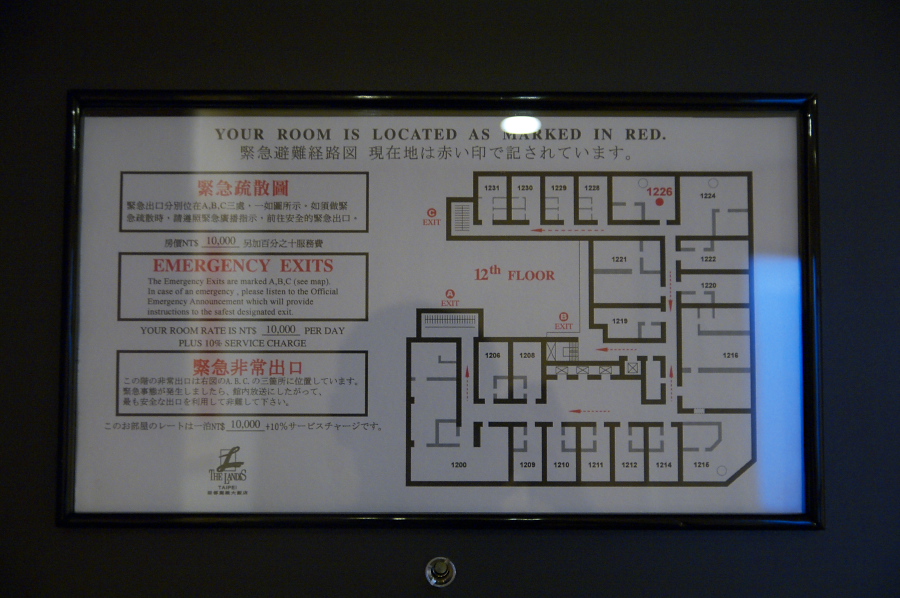 YOUR ROOM IS LOCATED AS MARKED IN RED.
緊急避難経路図 現在地は赤い印で記されています。
緊急疏散圖
緊急出口分別位在A,B,C三處,一如圖所示。如須做緊
急疏散時,請遵照緊急廣播指示,前往安全的緊急出口。
房價NT$ 10,000 另加百分之十服務費
EMERGENCY EXITS
The Emergency Exits are marked A,B,C (see map).
In case of an emergency, please listen to the Official
Emergency Announcement which will provide
instructions to the safest designated exit.
YOUR ROOM RATE IS NT$ 10,000 PER DAY
PLUS 10% SERVICE CHARGE
緊急非常出口
この階の非常出口は右図のA.B.C.の三箇所に位置しています。
緊急事態が発生しましたら、館内放送にしたがって、
最も安全な出口を利用して非難して下さい。
このお部屋のレートは一泊NT$ 10,000 +10%サービスチャージです。
L
THE LANDIS
TAIPEI
12th FLOOR
C
EXIT
A
EXIT
B
EXIT
1231
1230
1229
1228
1226
1224
1221
1222
1220
1219
1218
1206
1208
1200
1209
1210
1211
1212
1214
1216